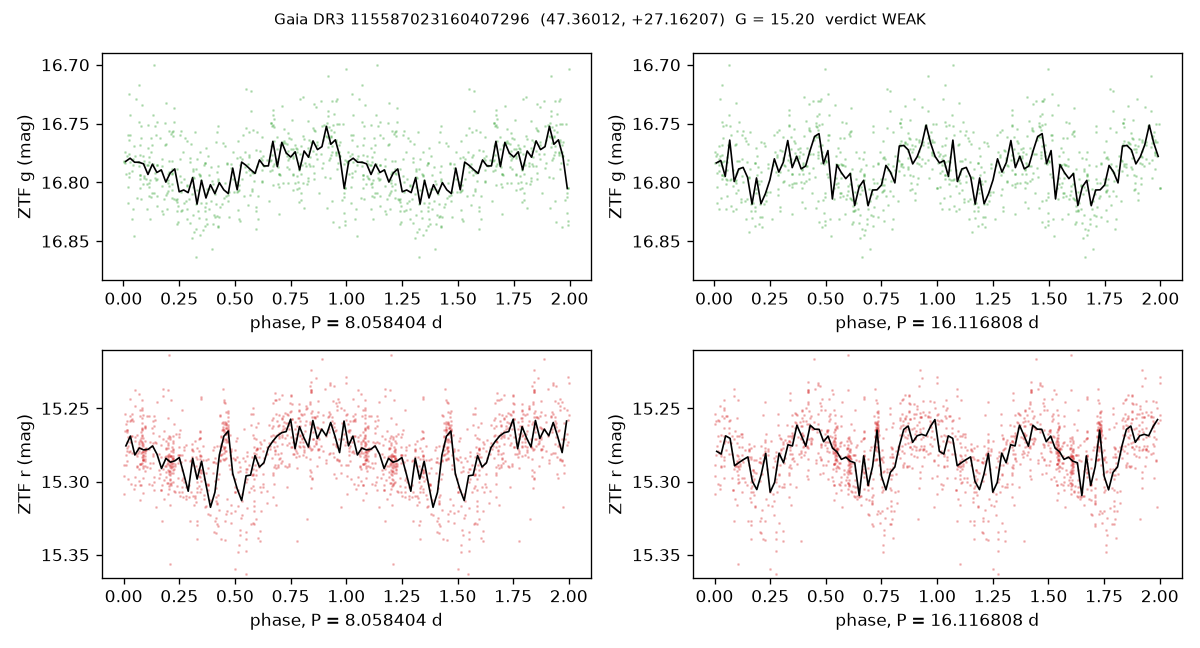 Gaia DR3 115587023160407296  (47.36012, +27.16207)  G = 15.20  verdict WEAK
ZTF g (mag)
16.70
16.75
16.80
16.85
0.00 0.25 0.50 0.75 1.00 1.25 1.50 1.75 2.00
phase, P = 8.058404 d
ZTF g (mag)
16.70
16.75
16.80
16.85
0.00 0.25 0.50 0.75 1.00 1.25 1.50 1.75 2.00
phase, P = 16.116808 d
ZTF r (mag)
15.25
15.30
15.35
0.00 0.25 0.50 0.75 1.00 1.25 1.50 1.75 2.00
phase, P = 8.058404 d
ZTF r (mag)
15.25
15.30
15.35
0.00 0.25 0.50 0.75 1.00 1.25 1.50 1.75 2.00
phase, P = 16.116808 d